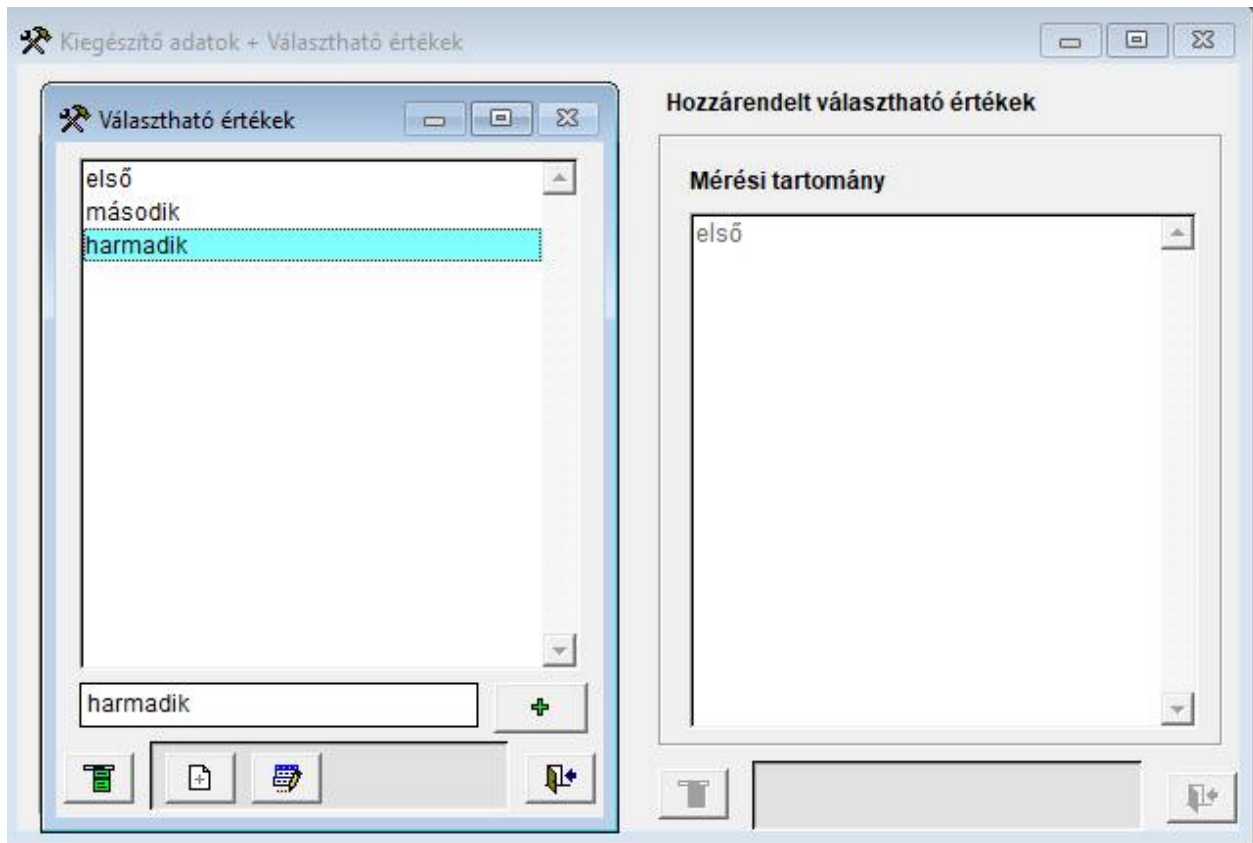 Kiegészítő adatok + Választható értékek
Választható értékek
első
második
harmadik
harmadik
Hozzárendelt választható értékek
Mérési tartomány
első